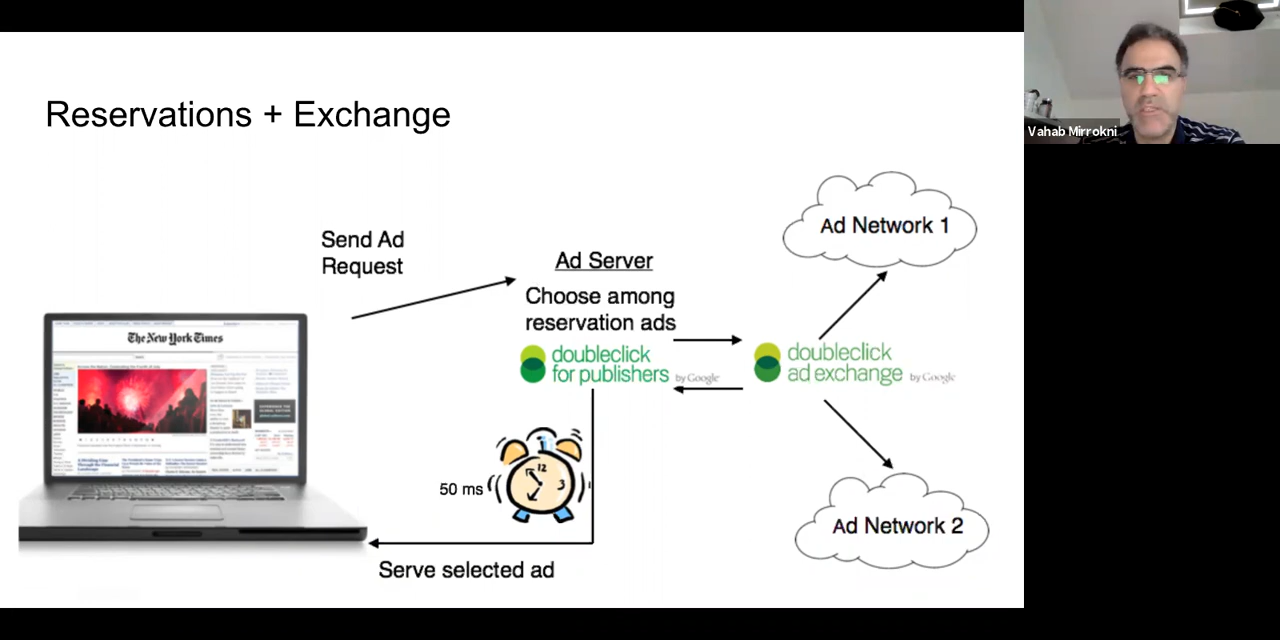 Reservations + Exchange
Vahab Mirrokni
Send Ad
Request
Ad Server
Choose among
reservation ads
doubleclick
for publishers by Google
doubleclick
ad exchange by Google
Ad Network 1
Ad Network 2
The New York Times
12
3
50 ms
Serve selected ad